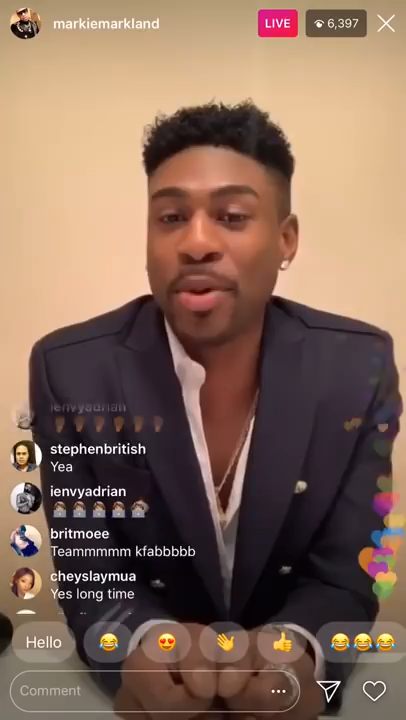 markiemarkland
LIVE
6,397
ienvyadrian
stephenbritish
Yea
ienvyadrian
britmoee
Teammmmm kfabbbbb
cheyslaymua
Yes long time
Hello
Comment